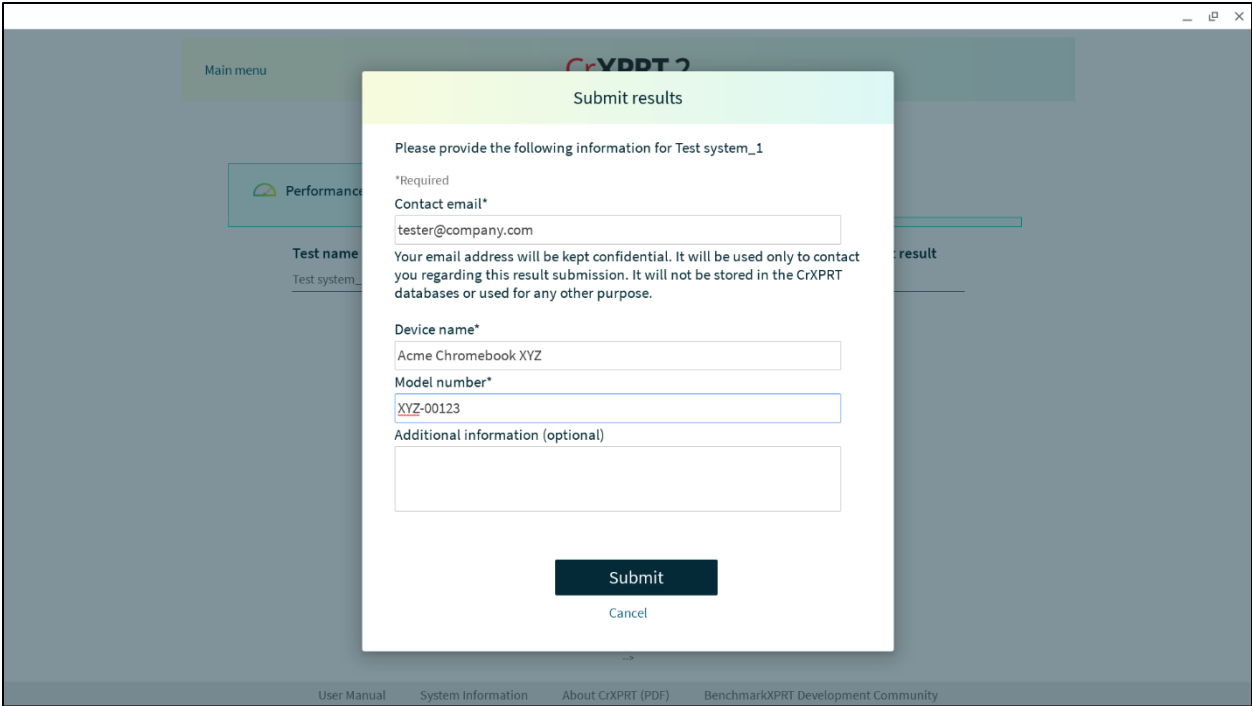 Main menu
CrXPRT 2
Submit results
Please provide the following information for Test system_1
*Required
Contact email*
tester@company.com
Your email address will be kept confidential. It will be used only to contact
you regarding this result submission. It will not be stored in the CrXPRT
databases or used for any other purpose.
Device name*
Acme Chromebook XYZ
Model number*
XYZ-00123
Additional information (optional)
Submit
Cancel
Performance
Test name
result
Test system_
-->
User Manual System Information About CrXPRT (PDF) BenchmarkXPRT Development Community